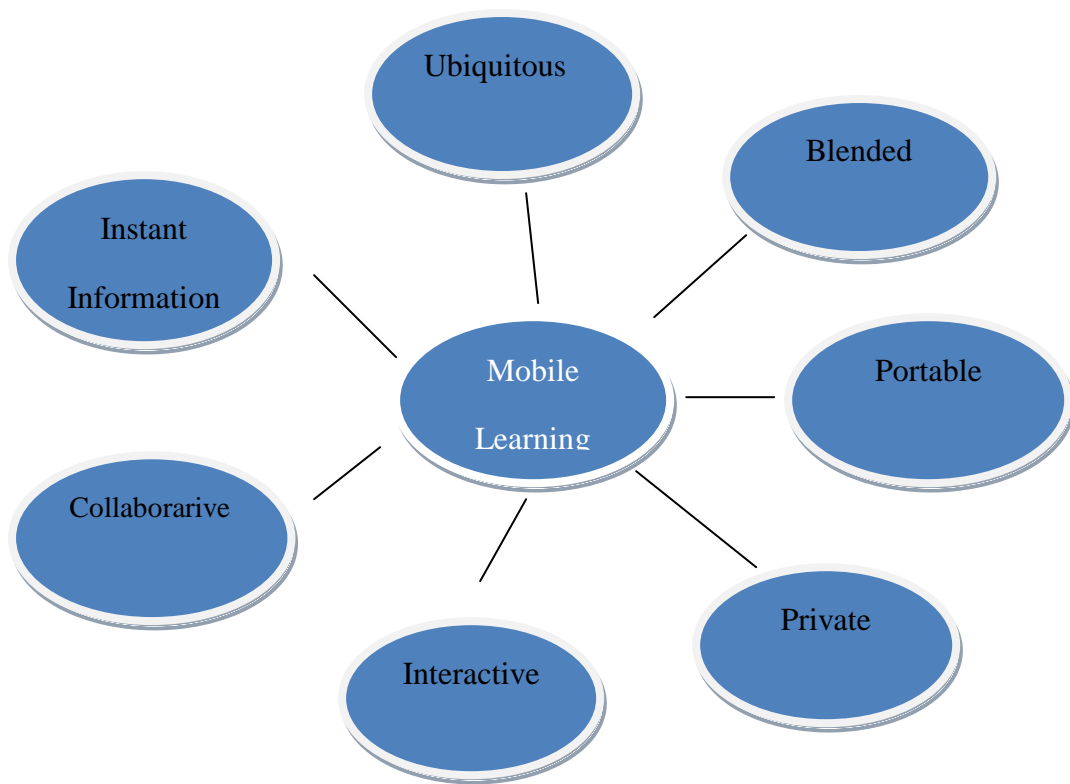 Ubiquitous
Blended
Instant
Information
Mobile
Learning
Portable
Collaborarive
Private
Interactive